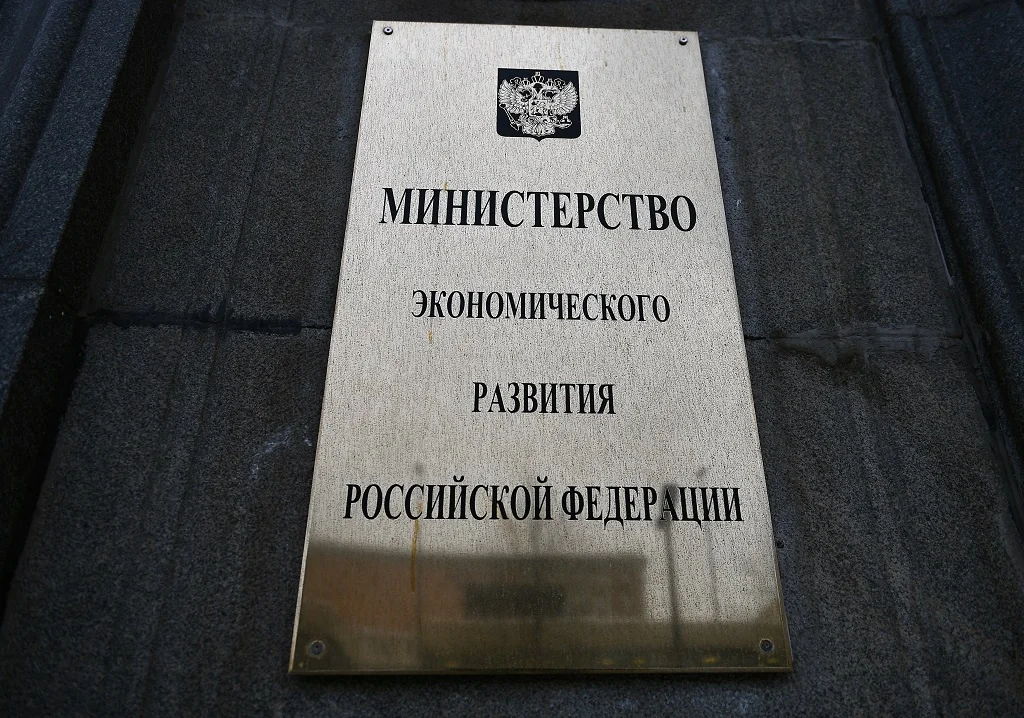 МИНИСТЕРСТВО
ЭКОНОМИЧЕСКОГО
РАЗВИТИЯ
РОССИЙСКОЙ ФЕДЕРАЦИИ